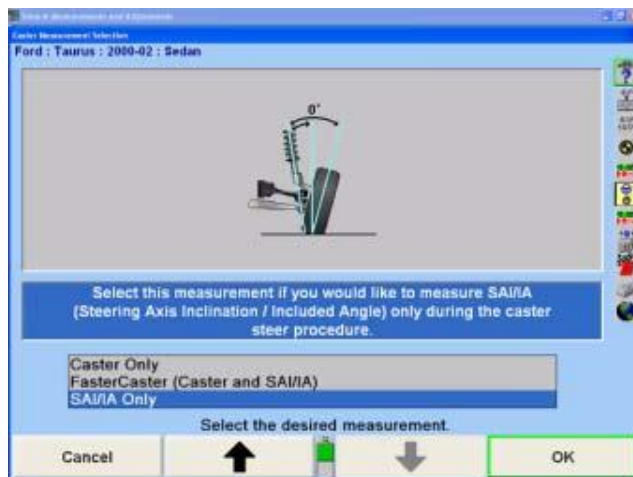 Caster Measurement Selection
Ford : Taurus : 2000-02 : Sedan
0°
Select this measurement if you would like to measure SAI/IA
(Steering Axis Inclination / Included Angle) only during the caster
steer procedure.
Caster Only
FasterCaster (Caster and SAI/IA)
SAI/IA Only
Select the desired measurement.
Cancel
OK